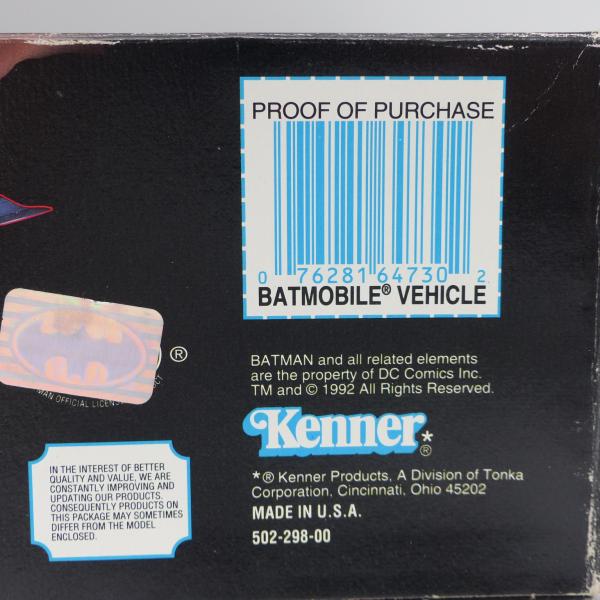 PROOF OF PURCHASE
0 76281 64730 2
BATMOBILE® VEHICLE
®
OFFICIAL
BATMAN and all related elements
are the property of DC Comics Inc.
TM and © 1992 All Rights Reserved.
Kenner*
®
*® Kenner Products, A Division of Tonka
Corporation, Cincinnati, Ohio 45202
MADE IN U.S.A.
502-298-00
IN THE INTEREST OF BETTER
QUALITY AND VALUE, WE ARE
CONSTANTLY IMPROVING AND
UPDATING OUR PRODUCTS.
CONSEQUENTLY PRODUCTS ON
THIS PACKAGE MAY SOMETIMES
DIFFER FROM THE MODEL
ENCLOSED.